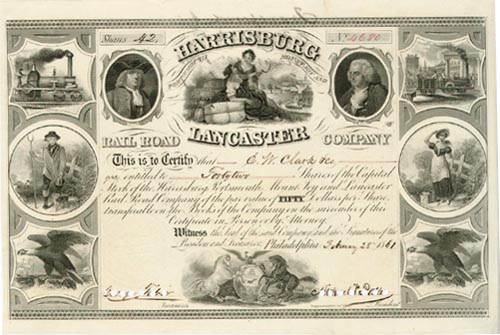 Shares 42.
No 4680
HARRISBURG
RAIL ROAD LANCASTER COMPANY
This is to Certify that E. W. Clark &co
are entitled to Forty two Shares of the Capital
Stock of the Harrisburg Portsmouth Mount Joy and Lancaster
Rail Road Company of the par value of FIFTY Dollars per Share,
transferable on the Books of the Company on the surrender of this
Certificate, in Person or by Attorney.
Witness the Seal of the said Company, and the Signatures of the
President and Treasurer, Philadelphia February 25th 1861
Treasurer
President